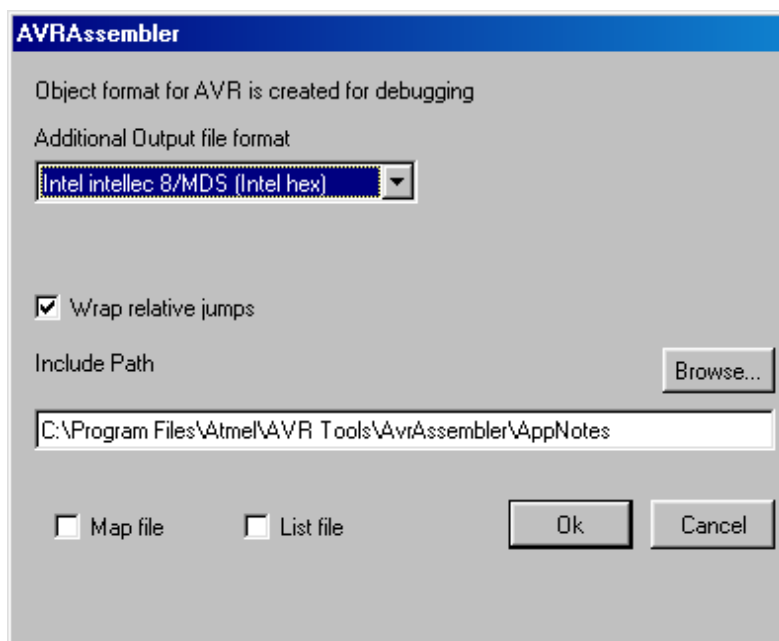 AVRAssembler
Object format for AVR is created for debugging
Additional Output file format
Intel intellec 8/MDS (Intel hex)
Wrap relative jumps
Include Path
Browse...
C:\Program Files\Atmel\AVR Tools\AvrAssembler\AppNotes
Map file
List file
Ok
Cancel